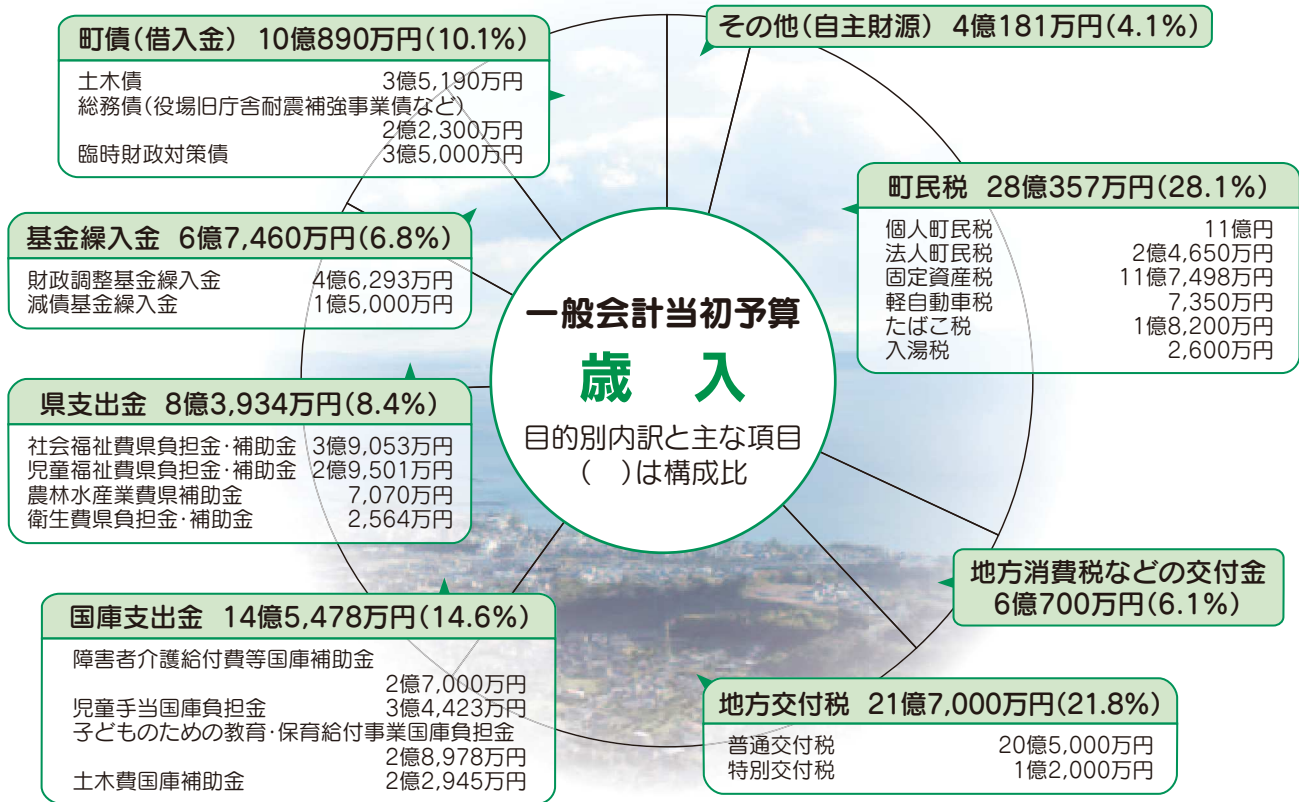 町債(借入金) 10億890万円(10.1%)
土木債 3億5,190万円
総務債(役場旧庁舎耐震補強事業債など)
2億2,300万円
臨時財政対策債 3億5,000万円
その他(自主財源) 4億181万円(4.1%)
町民税 28億357万円(28.1%)
個人町民税 11億円
法人町民税 2億4,650万円
固定資産税 11億7,498万円
軽自動車税 7,350万円
たばこ税 1億8,200万円
入湯税 2,600万円
基金繰入金 6億7,460万円(6.8%)
財政調整基金繰入金 4億6,293万円
減債基金繰入金 1億5,000万円
一般会計当初予算
歳 入
目的別内訳と主な項目
( )は構成比
県支出金 8億3,934万円(8.4%)
社会福祉費県負担金・補助金 3億9,053万円
児童福祉費県負担金・補助金 2億9,501万円
農林水産業費県補助金 7,070万円
衛生費県負担金・補助金 2,564万円
地方消費税などの交付金
6億700万円(6.1%)
国庫支出金 14億5,478万円(14.6%)
障害者介護給付費等国庫補助金
2億7,000万円
児童手当国庫負担金 3億4,423万円
子どものための教育・保育給付事業国庫負担金
2億8,978万円
土木費国庫補助金 2億2,945万円
地方交付税 21億7,000万円(21.8%)
普通交付税 20億5,000万円
特別交付税 1億2,000万円